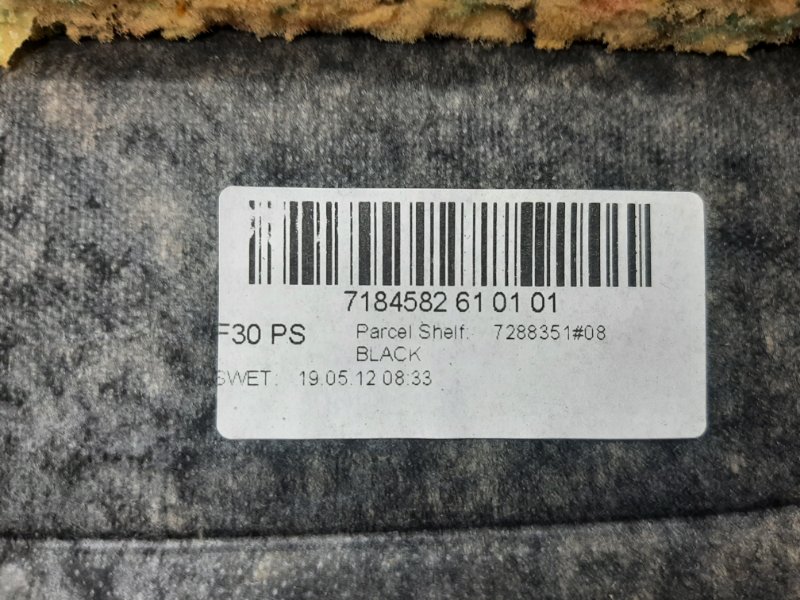 7184582 61 01 01
F30 PS Parcel Shelf: 7288351#08
BLACK
SWET: 19.05.12 08:33